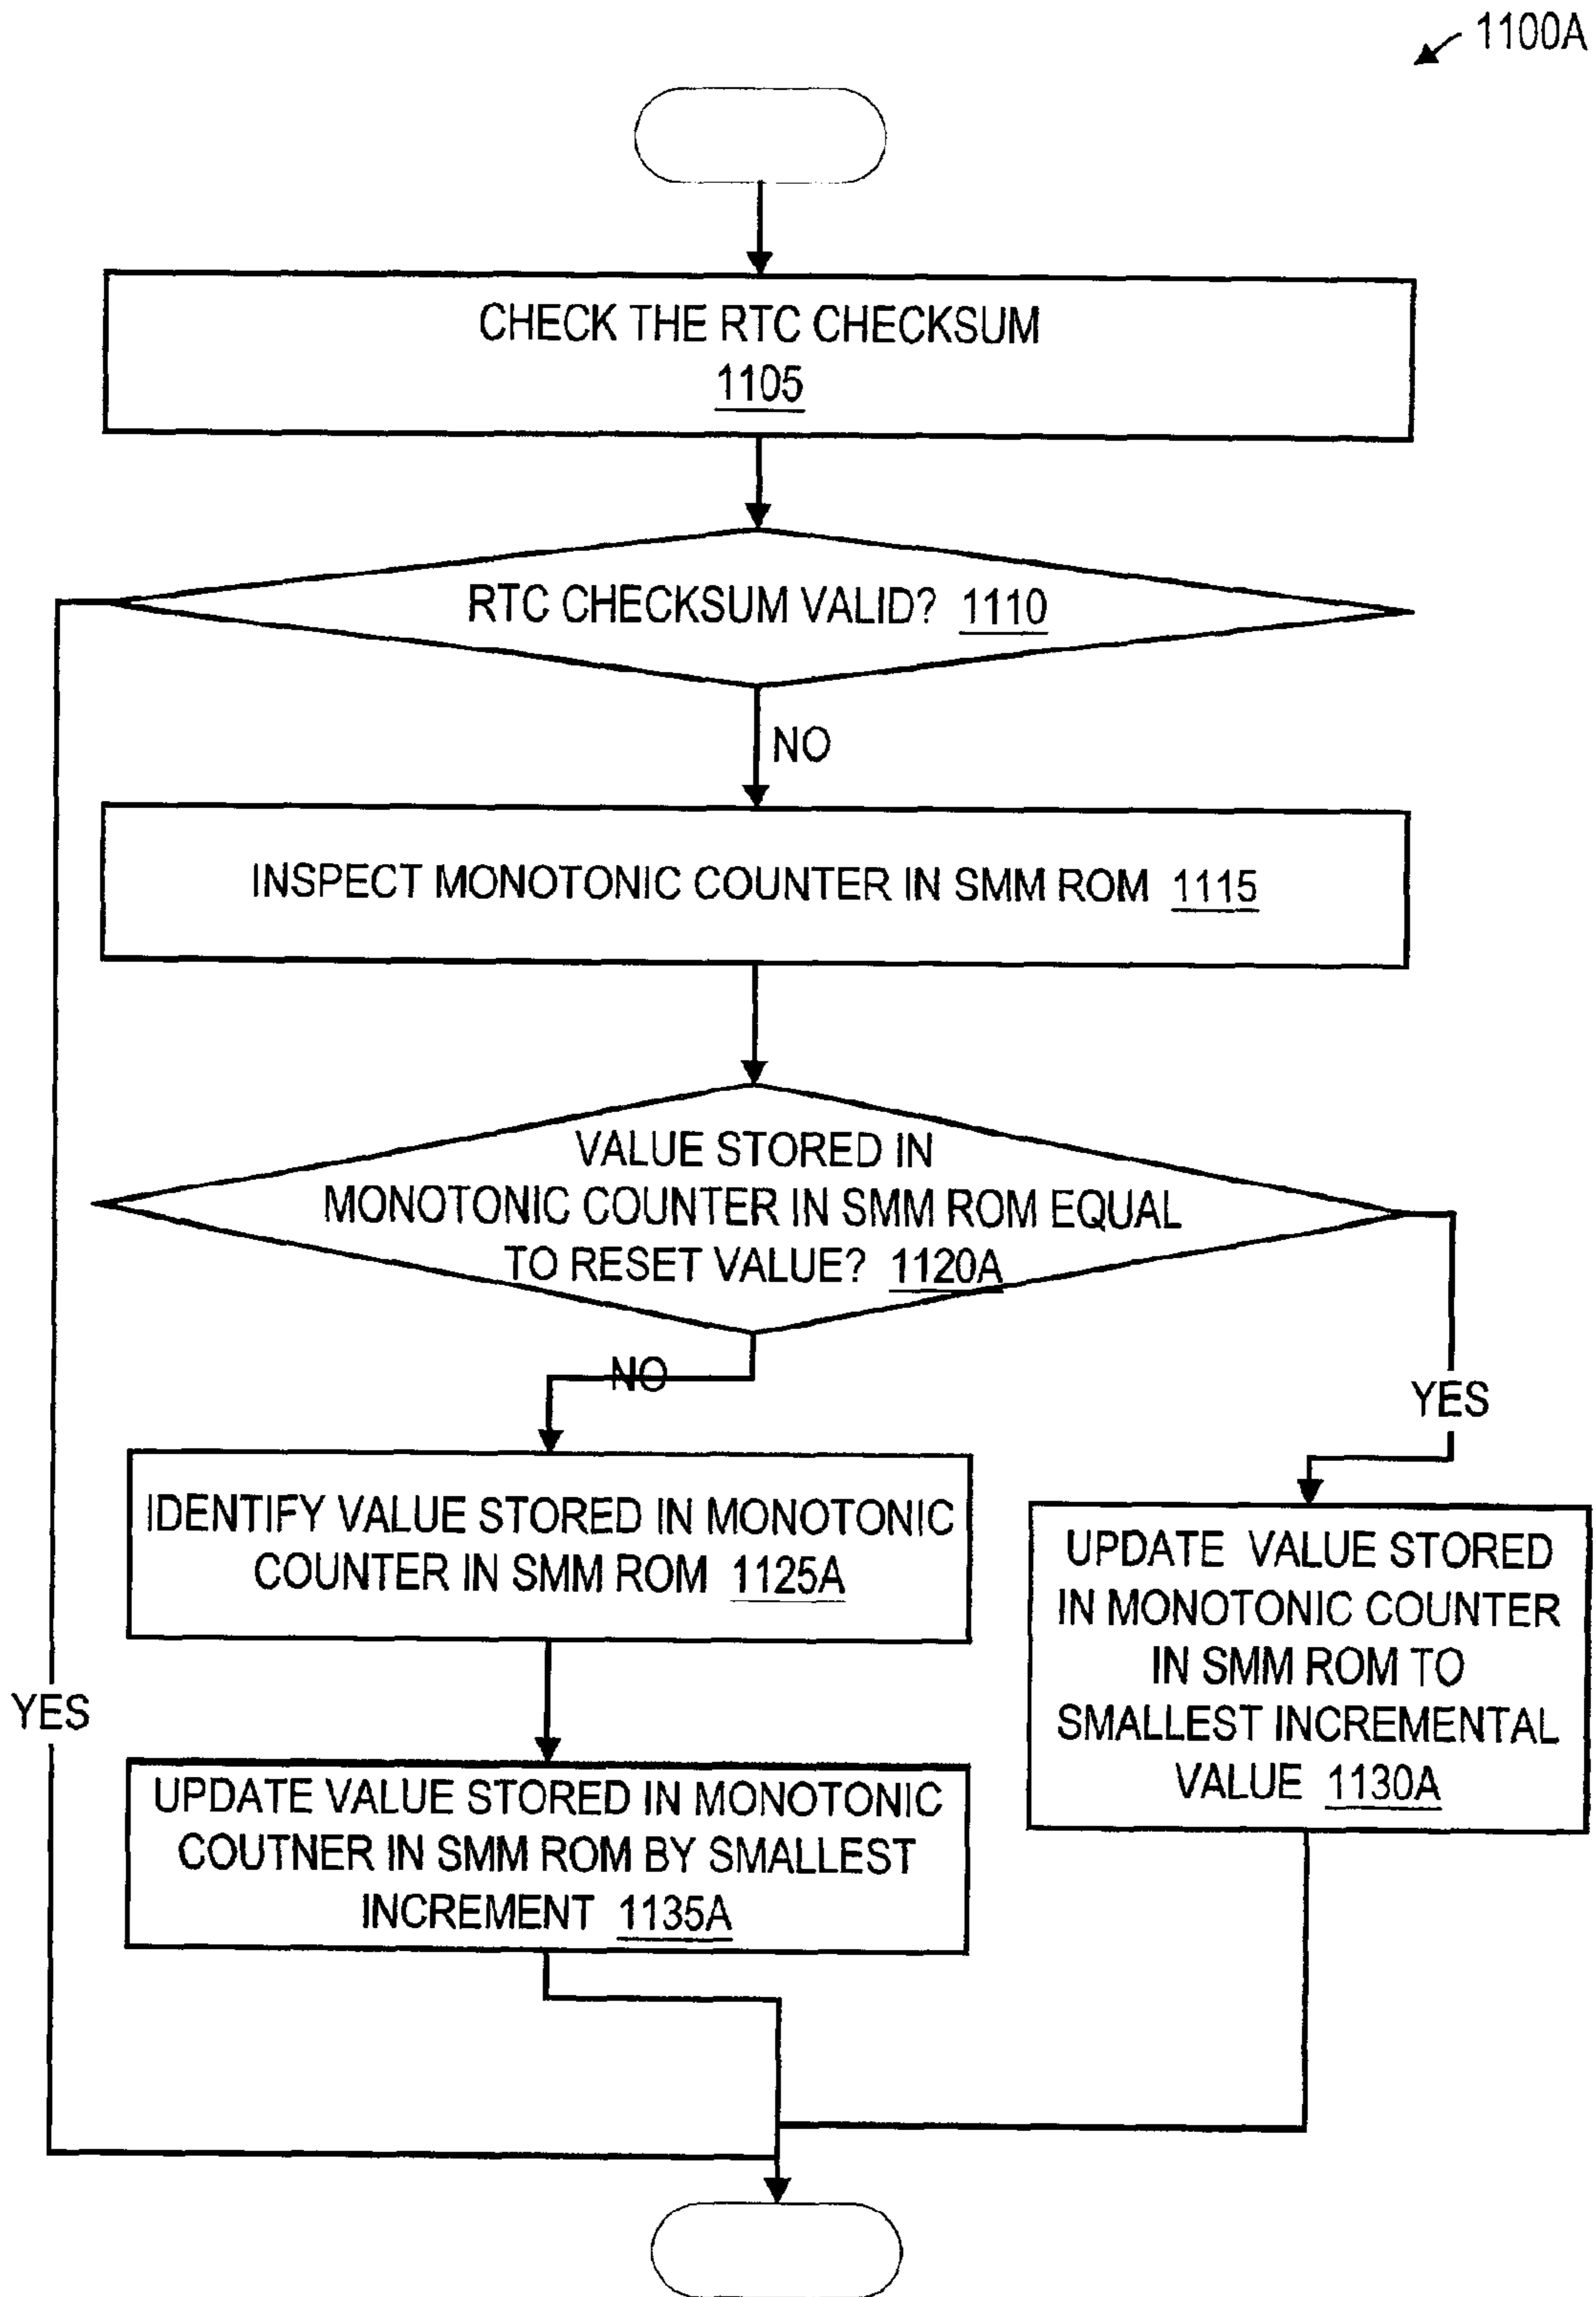 1100A
CHECK THE RTC CHECKSUM
1105
RTC CHECKSUM VALID? 1110
NO
INSPECT MONOTONIC COUNTER IN SMM ROM 1115
VALUE STORED IN
MONOTONIC COUNTER IN SMM ROM EQUAL
TO RESET VALUE? 1120A
NO
YES
IDENTIFY VALUE STORED IN MONOTONIC
COUNTER IN SMM ROM 1125A
UPDATE VALUE STORED
IN MONOTONIC COUNTER
IN SMM ROM TO
SMALLEST INCREMENTAL
VALUE 1130A
YES
UPDATE VALUE STORED IN MONOTONIC
COUTNER IN SMM ROM BY SMALLEST
INCREMENT 1135A